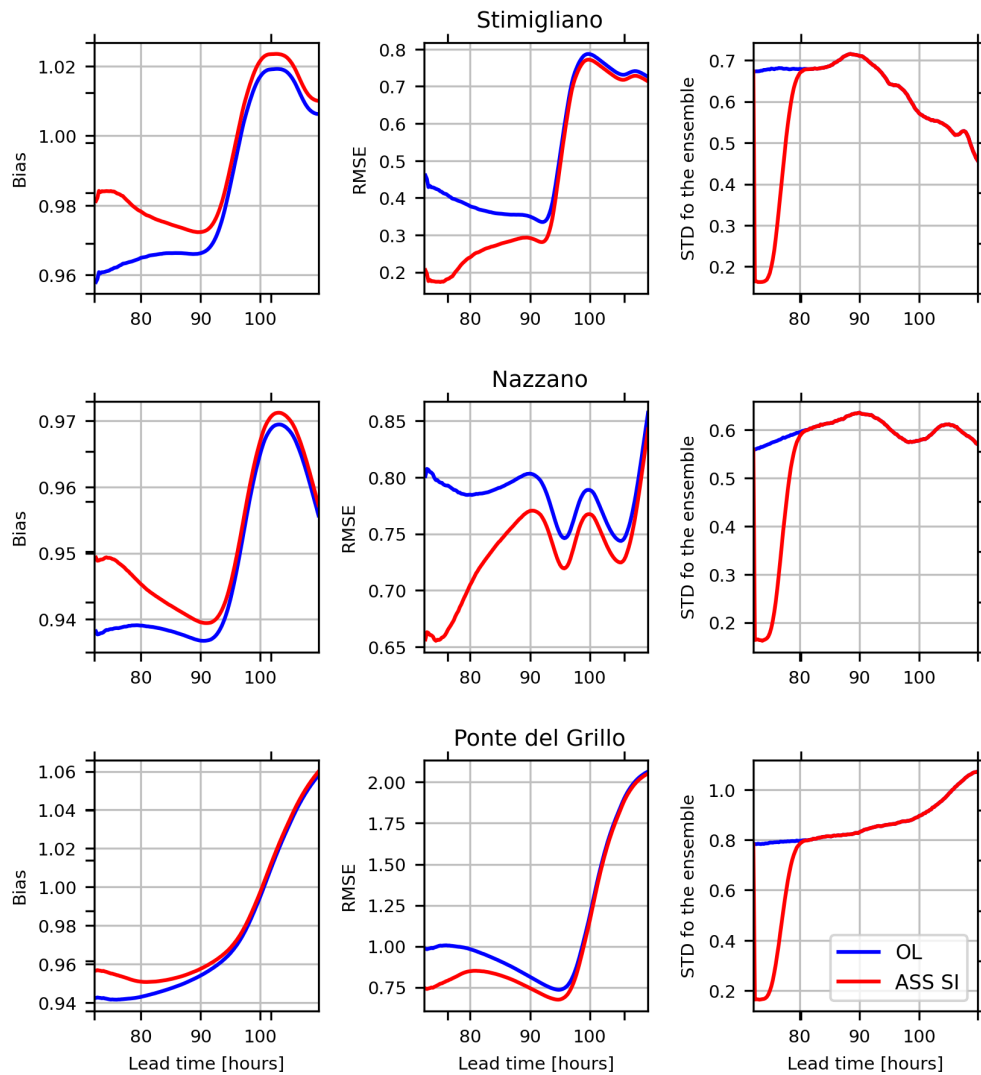 Stimigliano
Bias
1.02
1.00
0.98
0.96
80 90 100
RMSE
0.8
0.7
0.6
0.5
0.4
0.3
0.2
80 90 100
STD fo the ensemble
0.7
0.6
0.5
0.4
0.3
0.2
80 90 100
Nazzano
Bias
0.97
0.96
0.95
0.94
80 90 100
RMSE
0.85
0.80
0.75
0.70
0.65
80 90 100
STD fo the ensemble
0.6
0.5
0.4
0.3
0.2
80 90 100
Ponte del Grillo
Bias
1.06
1.04
1.02
1.00
0.98
0.96
0.94
80 90 100
Lead time [hours]
RMSE
2.00
1.75
1.50
1.25
1.00
0.75
80 90 100
Lead time [hours]
STD fo the ensemble
1.0
0.8
0.6
0.4
0.2
OL
ASS SI
80 90 100
Lead time [hours]